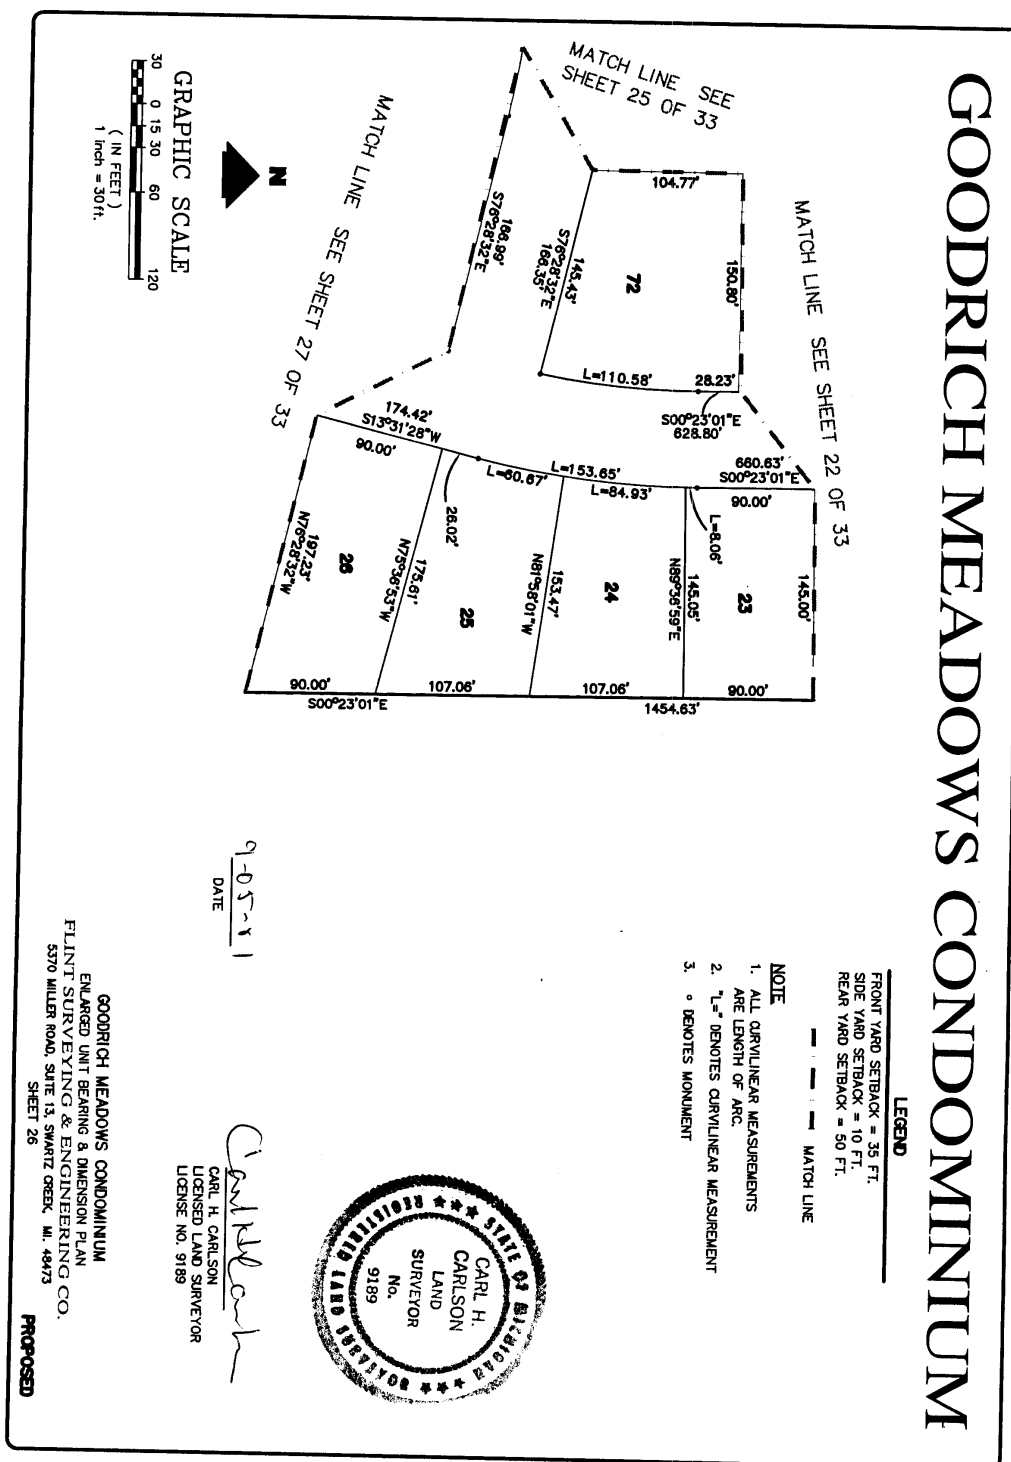 GOODRICH MEADOWS CONDOMINIUM
MATCH LINE SEE
SHEET 25 OF 33
MATCH LINE SEE SHEET 22 OF 33
MATCH LINE SEE SHEET 27 OF 33
104.77'
150.80'
72
145.43'
S76°28'32"E
166.35'
166.99'
S76°28'32"E
L=110.58'
28.23'
S00°23'01"E
628.80'
660.63'
S00°23'01"E
90.00'
145.00'
23
L=8.06'
145.05'
N89°36'59"E
90.00'
L=153.65'
L=84.93'
L=60.67'
24
153.47'
N81°58'01"W
107.06'
1454.63'
26.02'
25
175.61'
N75°36'53"W
107.06'
174.42'
S13°31'28"W
90.00'
26
197.23'
N76°28'32"W
90.00'
S00°23'01"E
N
GRAPHIC SCALE
30 0 15 30 60 120
( IN FEET )
1 inch = 30 ft.
LEGEND
FRONT YARD SETBACK = 35 FT.
SIDE YARD SETBACK = 10 FT.
REAR YARD SETBACK = 50 FT.
MATCH LINE
NOTE
1. ALL CURVILINEAR MEASUREMENTS
ARE LENGTH OF ARC.
2. "L=" DENOTES CURVILINEAR MEASUREMENT
3. ° DENOTES MONUMENT
STATE OF MICHIGAN
REGISTERED LAND SURVEYOR
CARL H.
CARLSON
LAND
SURVEYOR
No.
9189
DATE
Carl H Carlson
CARL H. CARLSON
LICENSED LAND SURVEYOR
LICENSE NO. 9189
GOODRICH MEADOWS CONDOMINIUM
ENLARGED UNIT BEARING & DIMENSION PLAN
FLINT SURVEYING & ENGINEERING CO.
5370 MILLER ROAD, SUITE 13, SWARTZ CREEK, MI. 48473
SHEET 26
PROPOSED